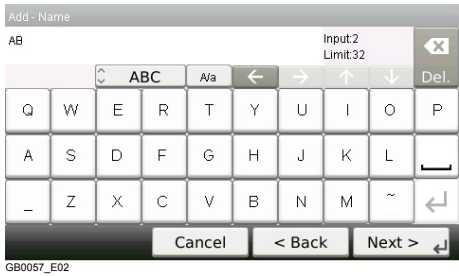 Add - Name
AB
Input:2
Limit:32
ABC A/a ← → ↑ ↓ Del.
Q W E R T Y U I O P
A S D F G H J K L
_ Z X C V B N M ~
Cancel < Back Next >
GB0057_E02